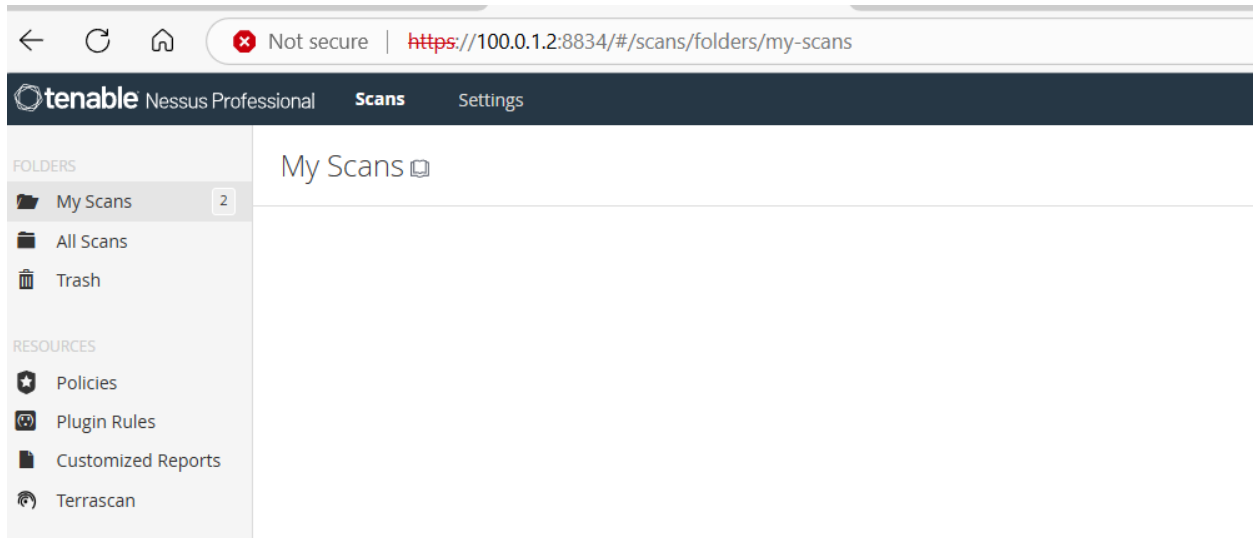 Not secure | https://100.0.1.2:8834/#/scans/folders/my-scans
tenable Nessus Professional Scans Settings
FOLDERS
My Scans 2
All Scans
Trash
RESOURCES
Policies
Plugin Rules
Customized Reports
Terrascan
My Scans